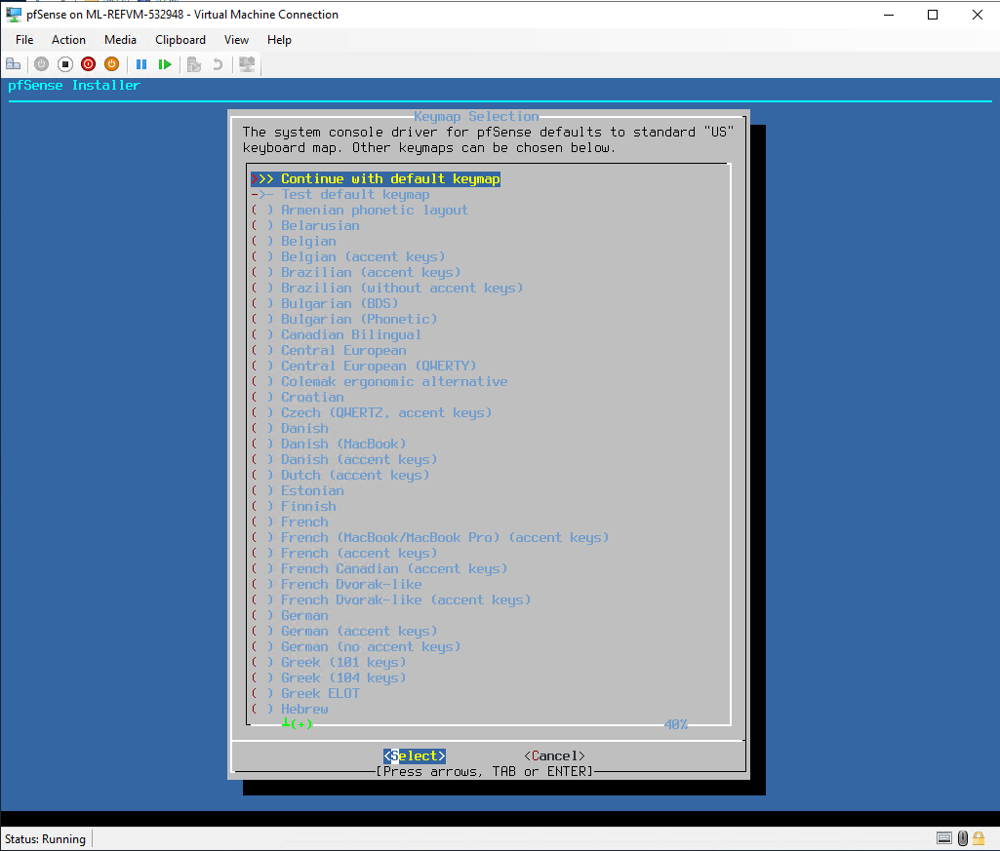 pfSense on ML-REFVM-532948 - Virtual Machine Connection
File Action Media Clipboard View Help
pfSense Installer
Keymap Selection
The system console driver for pfSense defaults to standard "US"
keyboard map. Other keymaps can be chosen below.
>>> Continue with default keymap
->- Test default keymap
( ) Armenian phonetic layout
( ) Belarusian
( ) Belgian
( ) Belgian (accent keys)
( ) Brazilian (accent keys)
( ) Brazilian (without accent keys)
( ) Bulgarian (BDS)
( ) Bulgarian (Phonetic)
( ) Canadian Bilingual
( ) Central European
( ) Central European (QWERTY)
( ) Colemak ergonomic alternative
( ) Croatian
( ) Czech (QWERTZ, accent keys)
( ) Danish
( ) Danish (MacBook)
( ) Danish (accent keys)
( ) Dutch (accent keys)
( ) Estonian
( ) Finnish
( ) French
( ) French (MacBook/MacBook Pro) (accent keys)
( ) French (accent keys)
( ) French Canadian (accent keys)
( ) French Dvorak-like
( ) French Dvorak-like (accent keys)
( ) German
( ) German (accent keys)
( ) German (no accent keys)
( ) Greek (101 keys)
( ) Greek (104 keys)
( ) Greek ELOT
( ) Hebrew
┴(+) 40%
<Select> <Cancel>
[Press arrows, TAB or ENTER]
Status: Running